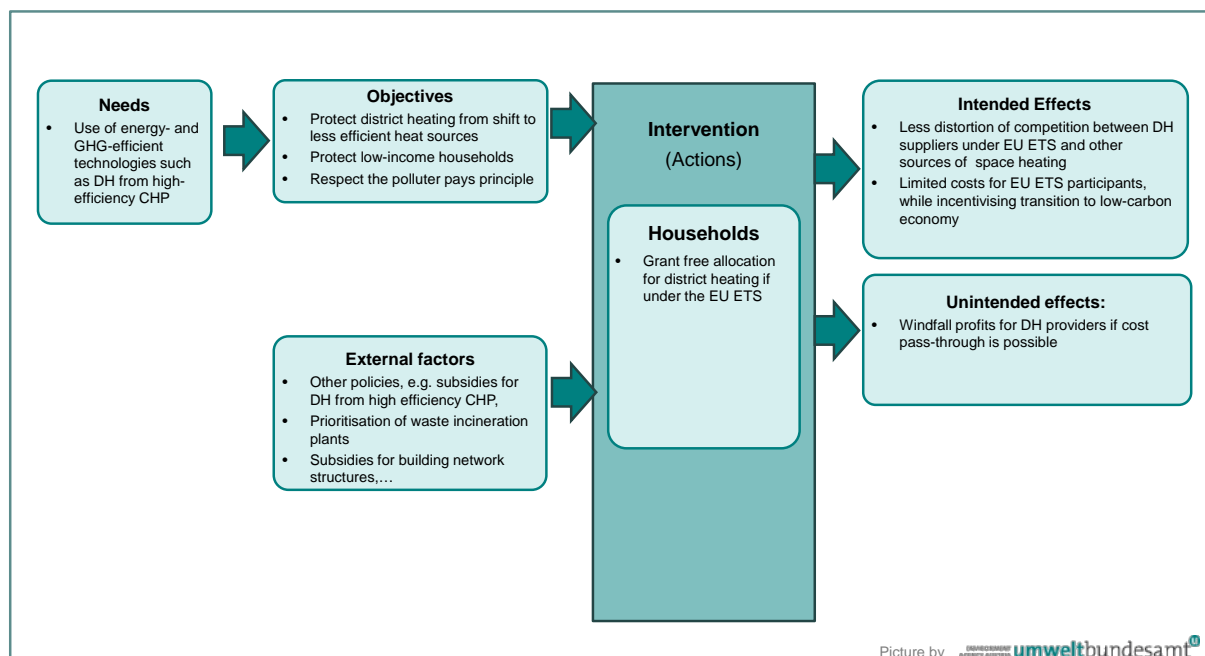 Needs
• Use of energy- and
GHG-efficient
technologies such
as DH from high-
efficiency CHP
Objectives
• Protect district heating from shift to
less efficient heat sources
• Protect low-income households
• Respect the polluter pays principle
External factors
• Other policies, e.g. subsidies for
DH from high efficiency CHP,
• Prioritisation of waste incineration
plants
• Subsidies for building network
structures,…
Intervention
(Actions)
Households
• Grant free allocation
for district heating if
under the EU ETS
Intended Effects
• Less distortion of competition between DH
suppliers under EU ETS and other
sources of space heating
• Limited costs for EU ETS participants,
while incentivising transition to low-carbon
economy
Unintended effects:
• Windfall profits for DH providers if cost
pass-through is possible
Picture by umweltbundesamt